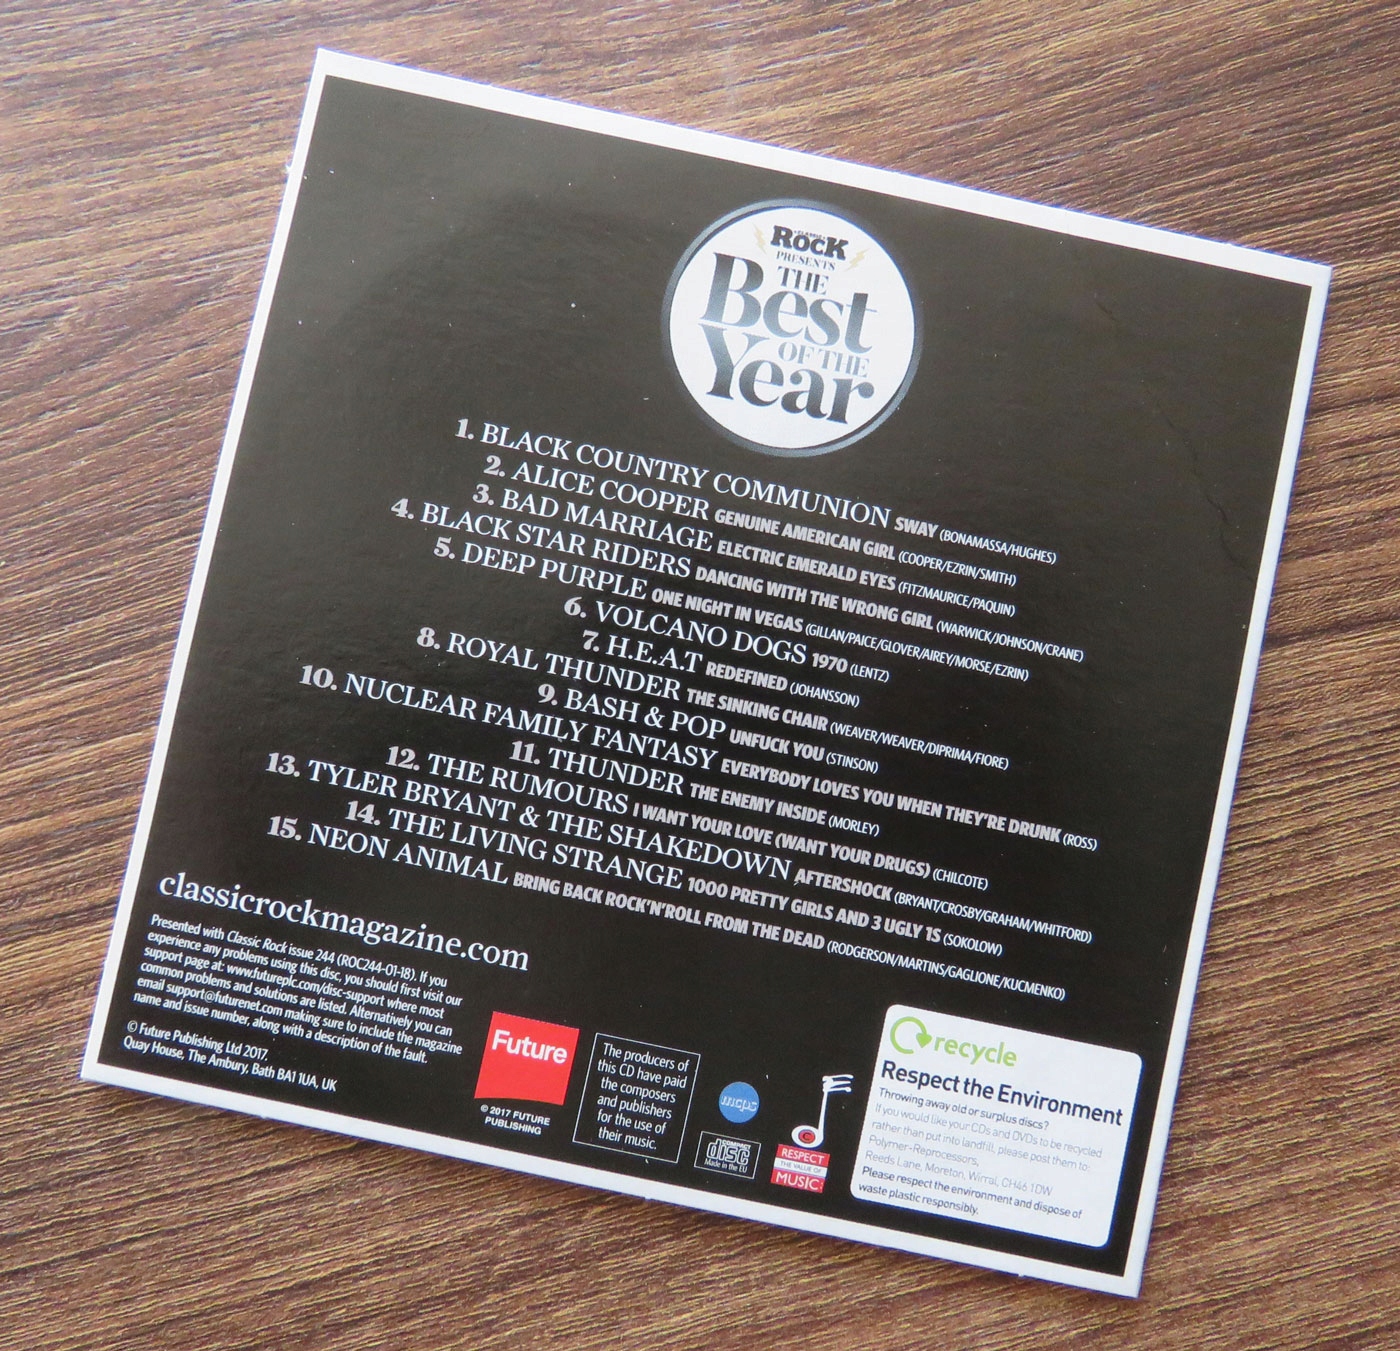 CLASSIC
ROCK
PRESENTS
THE
Best
OF THE
Year
1. BLACK COUNTRY COMMUNION SWAY (BONAMASSA/HUGHES)
2. ALICE COOPER GENUINE AMERICAN GIRL (COOPER/EZRIN/SMITH)
3. BAD MARRIAGE ELECTRIC EMERALD EYES (FITZMAURICE/PAQUIN)
4. BLACK STAR RIDERS DANCING WITH THE WRONG GIRL (WARWICK/JOHNSON/CRANE)
5. DEEP PURPLE ONE NIGHT IN VEGAS (GILLAN/PAICE/GLOVER/AIREY/MORSE/EZRIN)
6. VOLCANO DOGS 1970 (LENTZ)
7. H.E.A.T REDEFINED (JOHANSSON)
8. ROYAL THUNDER THE SINKING CHAIR (WEAVER/WEAVER/DIPRIMA/FIORE)
9. BASH & POP UNFUCK YOU (STINSON)
10. NUCLEAR FAMILY FANTASY EVERYBODY LOVES YOU WHEN THEY'RE DRUNK (ROSS)
11. THUNDER THE ENEMY INSIDE (MORLEY)
12. THE RUMOURS I WANT YOUR LOVE (WANT YOUR DRUGS) (CHILCOTE)
13. TYLER BRYANT & THE SHAKEDOWN AFTERSHOCK (BRYANT/CROSBY/GRAHAM/WHITFORD)
14. THE LIVING STRANGE 1000 PRETTY GIRLS AND 3 UGLY 1S (SOKOLOW)
15. NEON ANIMAL BRING BACK ROCK'N'ROLL FROM THE DEAD (RODGERSON/MARTINS/GAGLIONE/KUCMENKO)
classicrockmagazine.com
Presented with Classic Rock issue 244 (ROC244-01-18). If you
experience any problems using this disc, you should first visit our
support page at: www.futureplc.com/disc-support where most
common problems and solutions are listed. Alternatively you can
email support@futurenet.com making sure to include the magazine
name and issue number, along with a description of the fault.
© Future Publishing Ltd 2017.
Quay House, The Ambury, Bath BA1 1UA, UK
Future
© 2017 FUTURE
PUBLISHING
The producers of
this CD have paid
the composers
and publishers
for the use of
their music.
mcps
COMPACT
disc
Made in the EU
C
RESPECT
THE VALUE OF
MUSIC:
recycle
Respect the Environment
Throwing away old or surplus discs?
If you would like your CDs and DVDs to be recycled
rather than put into landfill, please post them to:
Polymer-Reprocessors,
Reeds Lane, Moreton, Wirral, CH46 1DW
Please respect the environment and dispose of
waste plastic responsibly.